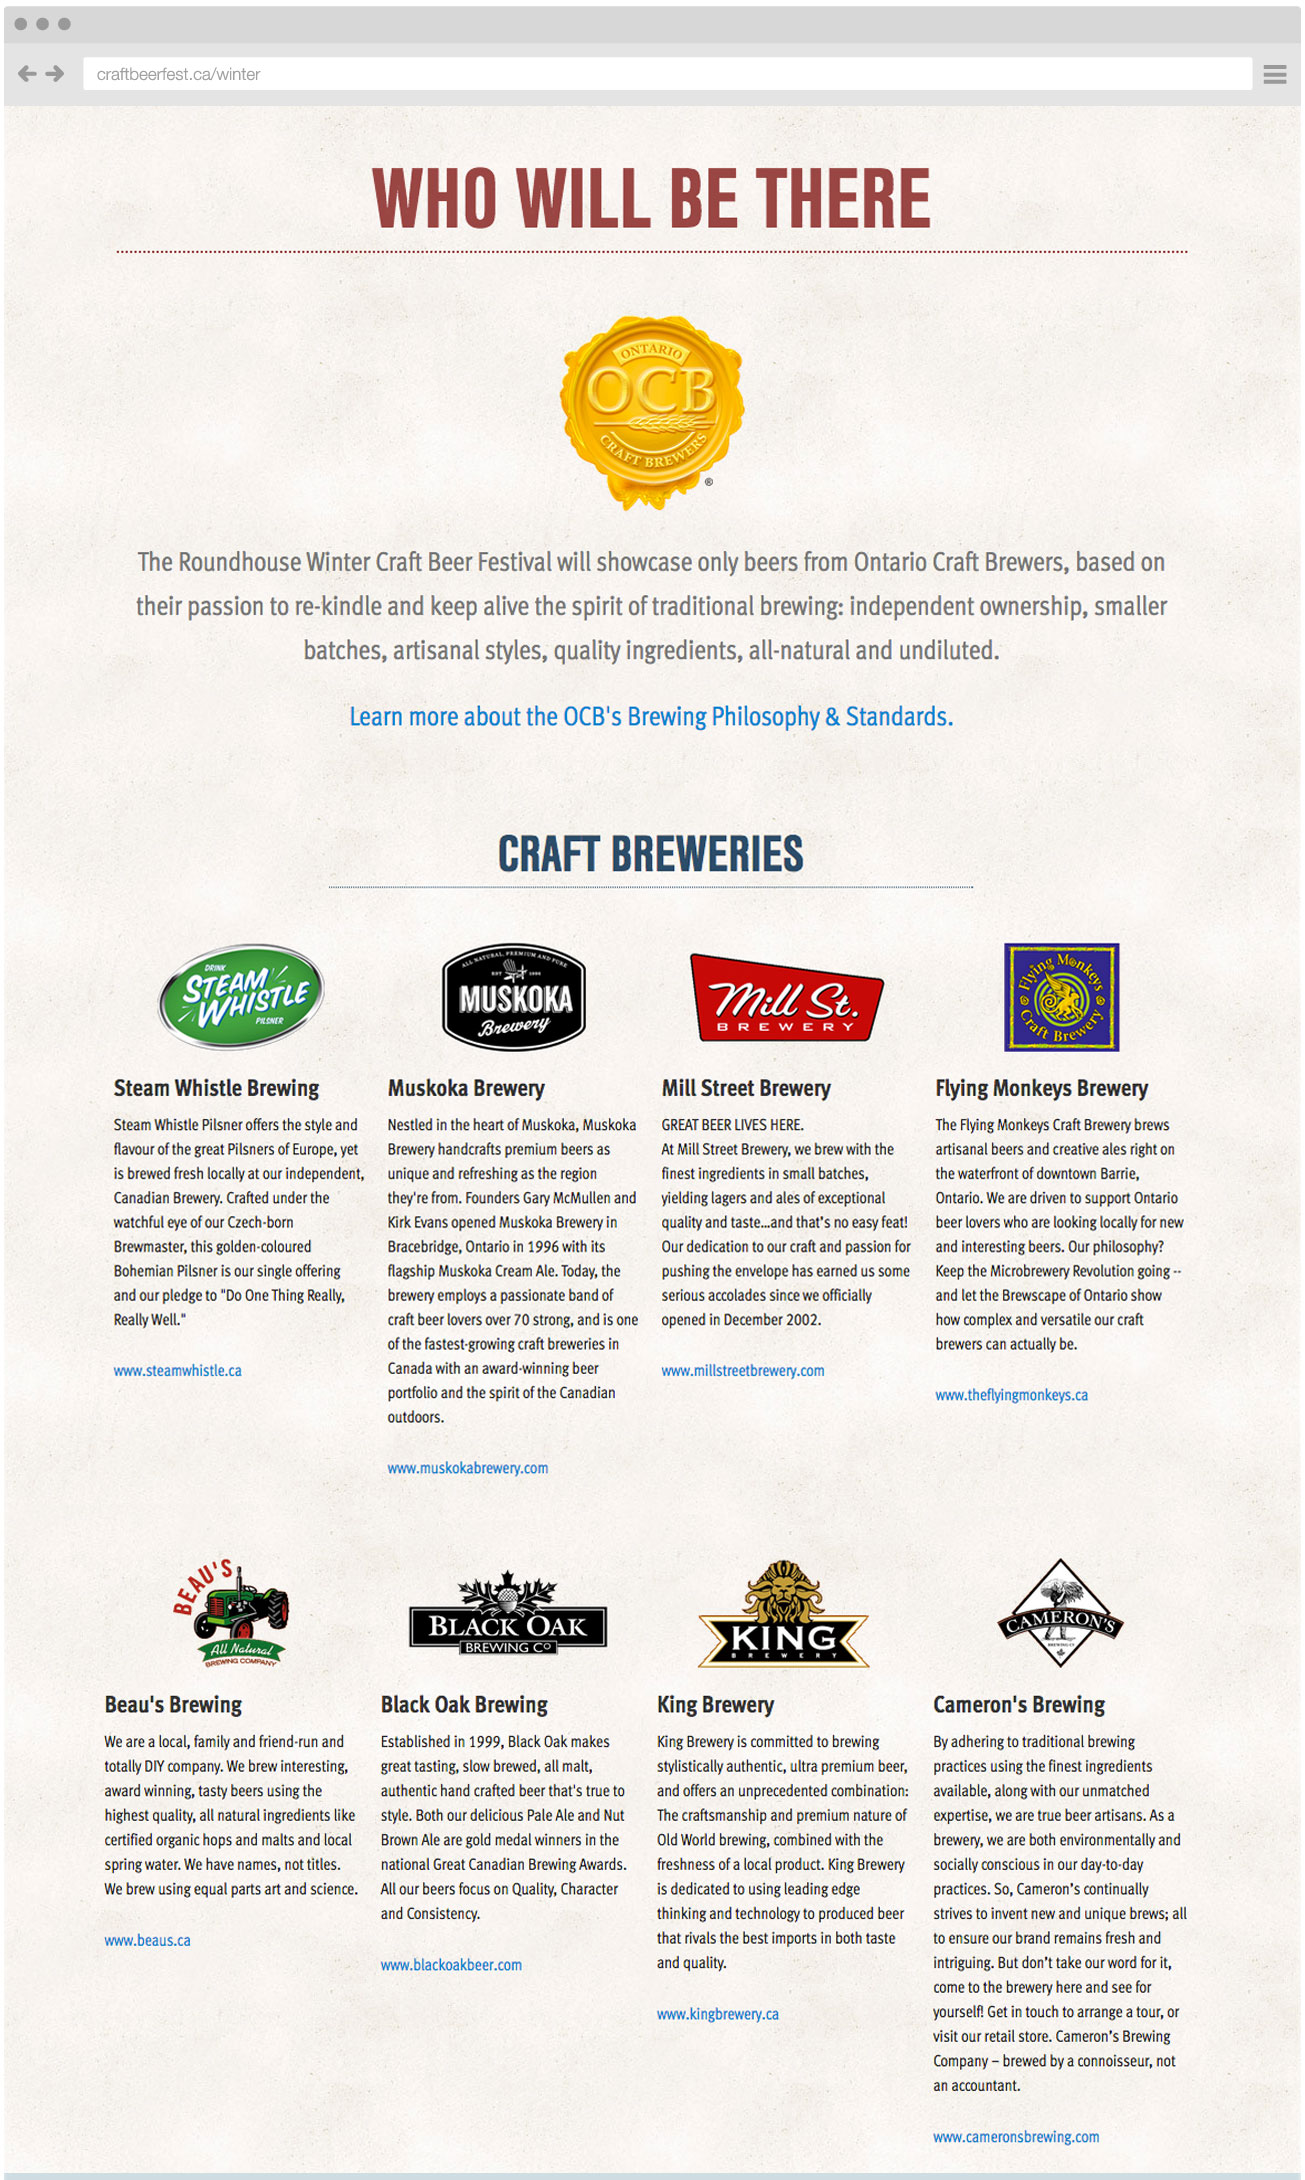 craftbeerfest.ca/winter
WHO WILL BE THERE
ONTARIO
OCB
CRAFT BREWERS
®
The Roundhouse Winter Craft Beer Festival will showcase only beers from Ontario Craft Brewers, based on
their passion to re-kindle and keep alive the spirit of traditional brewing: independent ownership, smaller
batches, artisanal styles, quality ingredients, all-natural and undiluted.
Learn more about the OCB's Brewing Philosophy & Standards.
CRAFT BREWERIES
DRINK
STEAM
WHISTLE
PILSNER
Steam Whistle Brewing
Steam Whistle Pilsner offers the style and
flavour of the great Pilsners of Europe, yet
is brewed fresh locally at our independent,
Canadian Brewery. Crafted under the
watchful eye of our Czech-born
Brewmaster, this golden-coloured
Bohemian Pilsner is our single offering
and our pledge to "Do One Thing Really,
Really Well."
www.steamwhistle.ca
ALL NATURAL, PREMIUM AND PURE
EST 1996
MUSKOKA
Brewery
Muskoka Brewery
Nestled in the heart of Muskoka, Muskoka
Brewery handcrafts premium beers as
unique and refreshing as the region
they're from. Founders Gary McMullen and
Kirk Evans opened Muskoka Brewery in
Bracebridge, Ontario in 1996 with its
flagship Muskoka Cream Ale. Today, the
brewery employs a passionate band of
craft beer lovers over 70 strong, and is one
of the fastest-growing craft breweries in
Canada with an award-winning beer
portfolio and the spirit of the Canadian
outdoors.
www.muskokabrewery.com
Mill St.
BREWERY
Mill Street Brewery
GREAT BEER LIVES HERE.
At Mill Street Brewery, we brew with the
finest ingredients in small batches,
yielding lagers and ales of exceptional
quality and taste…and that's no easy feat!
Our dedication to our craft and passion for
pushing the envelope has earned us some
serious accolades since we officially
opened in December 2002.
www.millstreetbrewery.com
Flying Monkeys
Craft Brewery
Flying Monkeys Brewery
The Flying Monkeys Craft Brewery brews
artisanal beers and creative ales right on
the waterfront of downtown Barrie,
Ontario. We are driven to support Ontario
beer lovers who are looking locally for new
and interesting beers. Our philosophy?
Keep the Microbrewery Revolution going --
and let the Brewscape of Ontario show
how complex and versatile our craft
brewers can actually be.
www.theflyingmonkeys.ca
BEAU'S
All Natural
BREWING COMPANY
Beau's Brewing
We are a local, family and friend-run and
totally DIY company. We brew interesting,
award winning, tasty beers using the
highest quality, all natural ingredients like
certified organic hops and malts and local
spring water. We have names, not titles.
We brew using equal parts art and science.
www.beaus.ca
BLACK OAK
BREWING CO
Black Oak Brewing
Established in 1999, Black Oak makes
great tasting, slow brewed, all malt,
authentic hand crafted beer that's true to
style. Both our delicious Pale Ale and Nut
Brown Ale are gold medal winners in the
national Great Canadian Brewing Awards.
All our beers focus on Quality, Character
and Consistency.
www.blackoakbeer.com
KING
BREWERY
King Brewery
King Brewery is committed to brewing
stylistically authentic, ultra premium beer,
and offers an unprecedented combination:
The craftsmanship and premium nature of
Old World brewing, combined with the
freshness of a local product. King Brewery
is dedicated to using leading edge
thinking and technology to produced beer
that rivals the best imports in both taste
and quality.
www.kingbrewery.ca
CAMERON'S
BREWING CO
Cameron's Brewing
By adhering to traditional brewing
practices using the finest ingredients
available, along with our unmatched
expertise, we are true beer artisans. As a
brewery, we are both environmentally and
socially conscious in our day-to-day
practices. So, Cameron's continually
strives to invent new and unique brews; all
to ensure our brand remains fresh and
intriguing. But don't take our word for it,
come to the brewery here and see for
yourself! Get in touch to arrange a tour, or
visit our retail store. Cameron's Brewing
Company – brewed by a connoisseur, not
an accountant.
www.cameronsbrewing.com